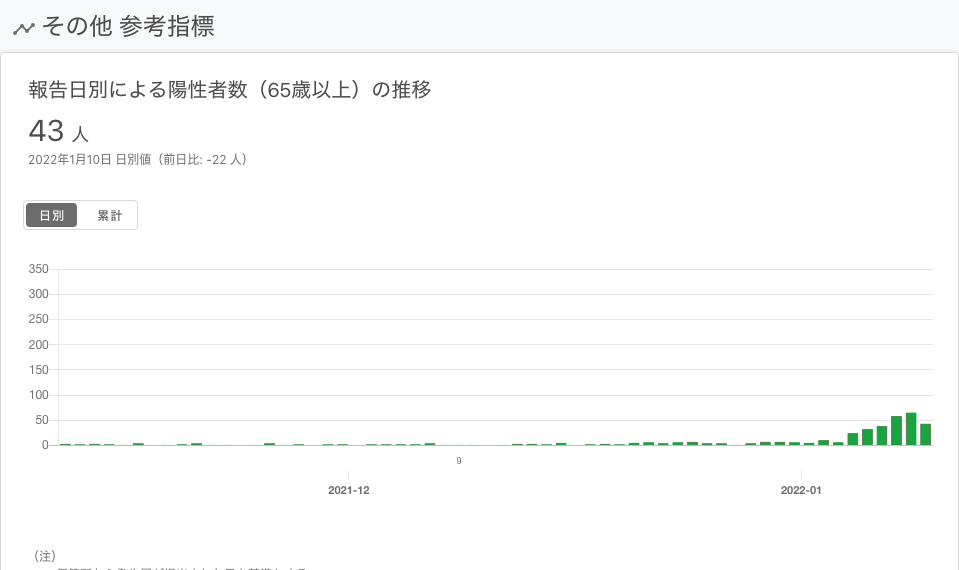 その他 参考指標
報告日別による陽性者数（65歳以上）の推移
43 人
2022年1月10日 日別値（前日比: -22 人）
日別 累計
350
300
250
200
150
100
50
0
9
2021-12 2022-01
（注）